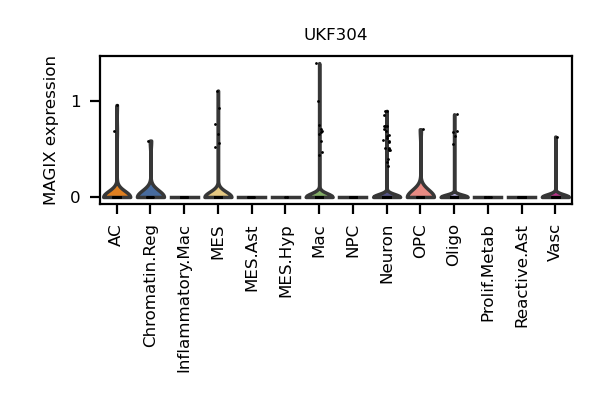 UKF304
MAGIX expression
1
0
AC
Chromatin.Reg
Inflammatory.Mac
MES
MES.Ast
MES.Hyp
Mac
NPC
Neuron
OPC
Oligo
Prolif.Metab
Reactive.Ast
Vasc